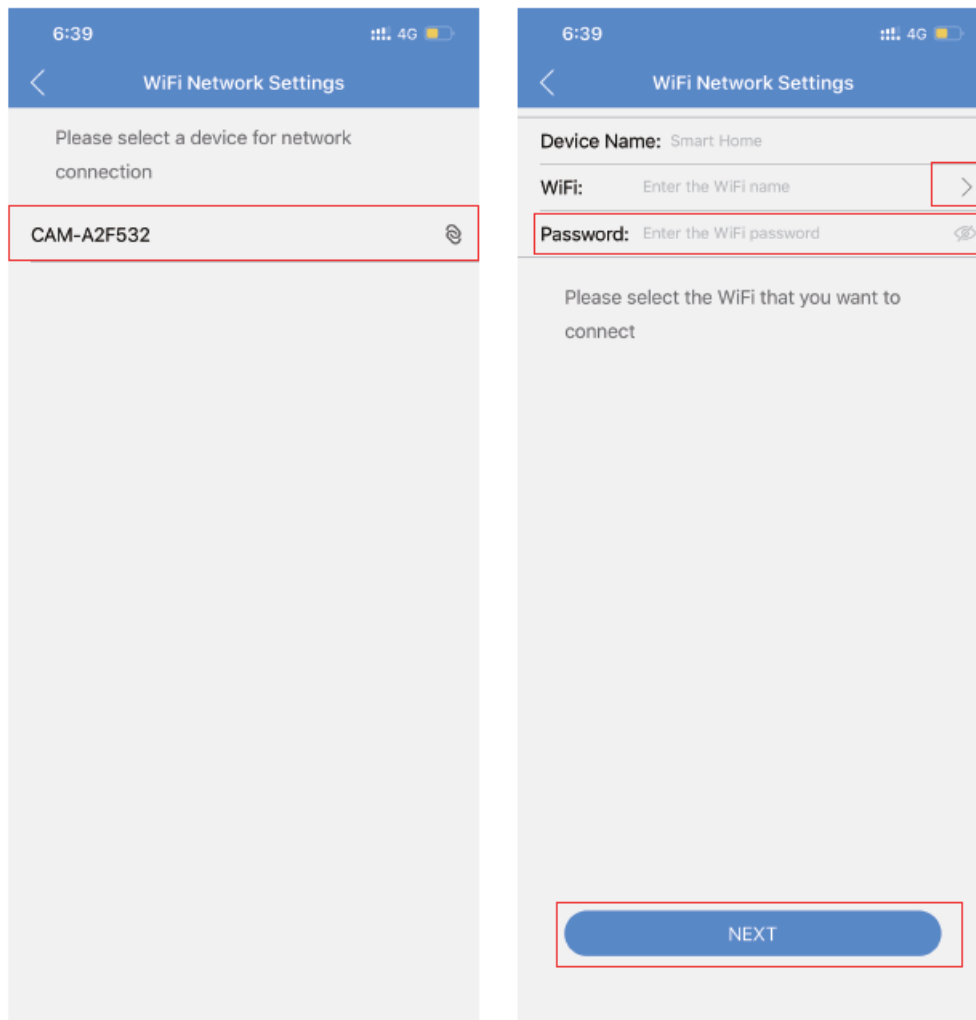 6:39
4G
WiFi Network Settings
Please select a device for network
connection
CAM-A2F532
6:39
4G
WiFi Network Settings
Device Name: Smart Home
WiFi: Enter the WiFi name
Password: Enter the WiFi password
Please select the WiFi that you want to
connect
NEXT